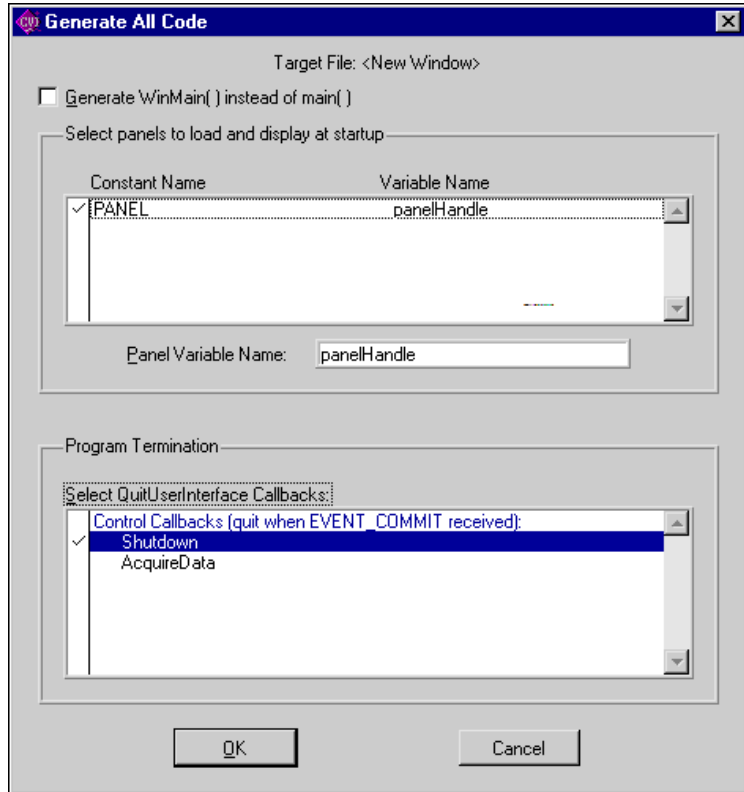 CVI Generate All Code
Target File: <New Window>
Generate WinMain( ) instead of main( )
Select panels to load and display at startup
Constant Name Variable Name
PANEL panelHandle
Panel Variable Name: panelHandle
Program Termination
Select QuitUserInterface Callbacks:
Control Callbacks (quit when EVENT_COMMIT received):
Shutdown
AcquireData
OK Cancel